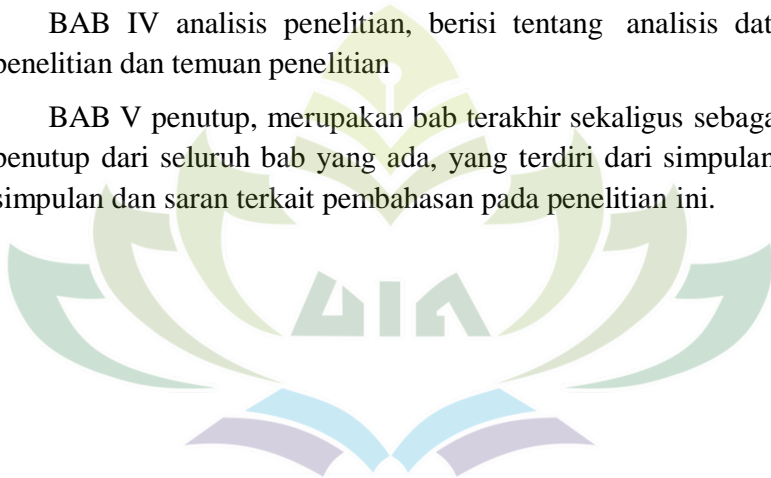 BAB IV analisis penelitian, berisi tentang analisis dat
penelitian dan temuan penelitian
BAB V penutup, merupakan bab terakhir sekaligus sebaga
penutup dari seluruh bab yang ada, yang terdiri dari simpulan
simpulan dan saran terkait pembahasan pada penelitian ini.
UIN